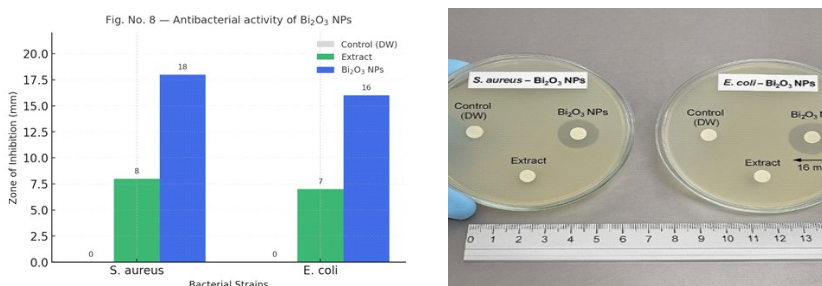 Fig. No. 8 — Antibacterial activity of Bi₂O₃ NPs
Control (DW)
Extract
Bi₂O₃ NPs
Zone of Inhibition (mm)
20.0
17.5
15.0
12.5
10.0
7.5
5.0
2.5
0.0
0
8
18
0
7
16
S. aureus
E. coli
Bacterial Strains
S. aureus – Bi₂O₃ NPs
Control
(DW)
Bi₂O₃ NPs
Extract
E. coli – Bi₂O₃ NPs
Control
(DW)
Bi₂O₃ N
Extract
16 m
0 1 2 3 4 5 6 7 8 9 10 11 12 13